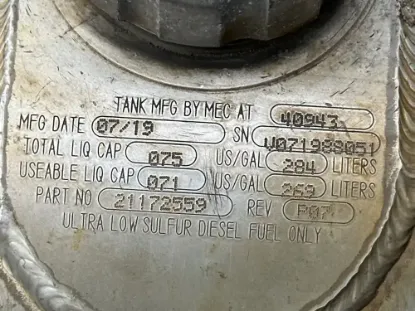 TANK MFG BY MEC AT 40943
MFG DATE 07/19 SN V071988051
TOTAL LIQ CAP 075 US/GAL 284 LITERS
USEABLE LIQ CAP 071 US/GAL 269 LITERS
PART NO 21172559 REV P07
ULTRA LOW SULFUR DIESEL FUEL ONLY